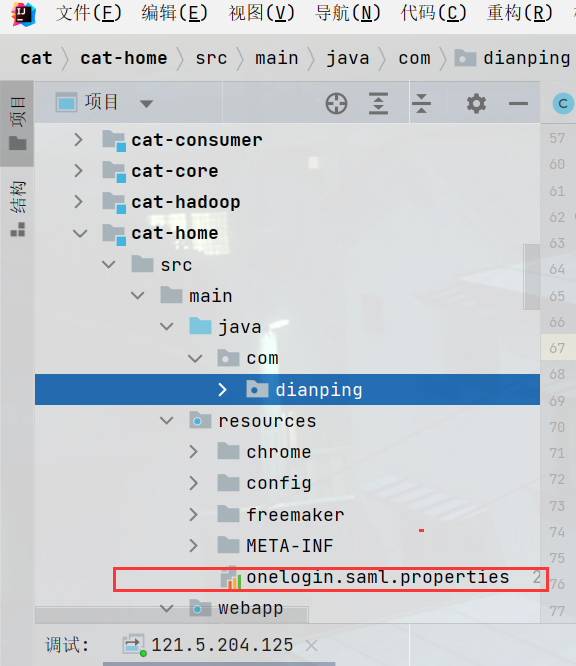 文件(F) 编辑(E) 视图(V) 导航(N) 代码(C) 重构(R)
cat cat-home src main java com dianping
项目
结构
项目
C
cat-consumer
cat-core
cat-hadoop
cat-home
src
main
java
com
dianping
resources
chrome
config
freemaker
META-INF
onelogin.saml.properties 2
webapp
57
60
61
62
63
64
65
66
67
68
69
70
71
72
73
74
75
76
77
调试: 121.5.204.125